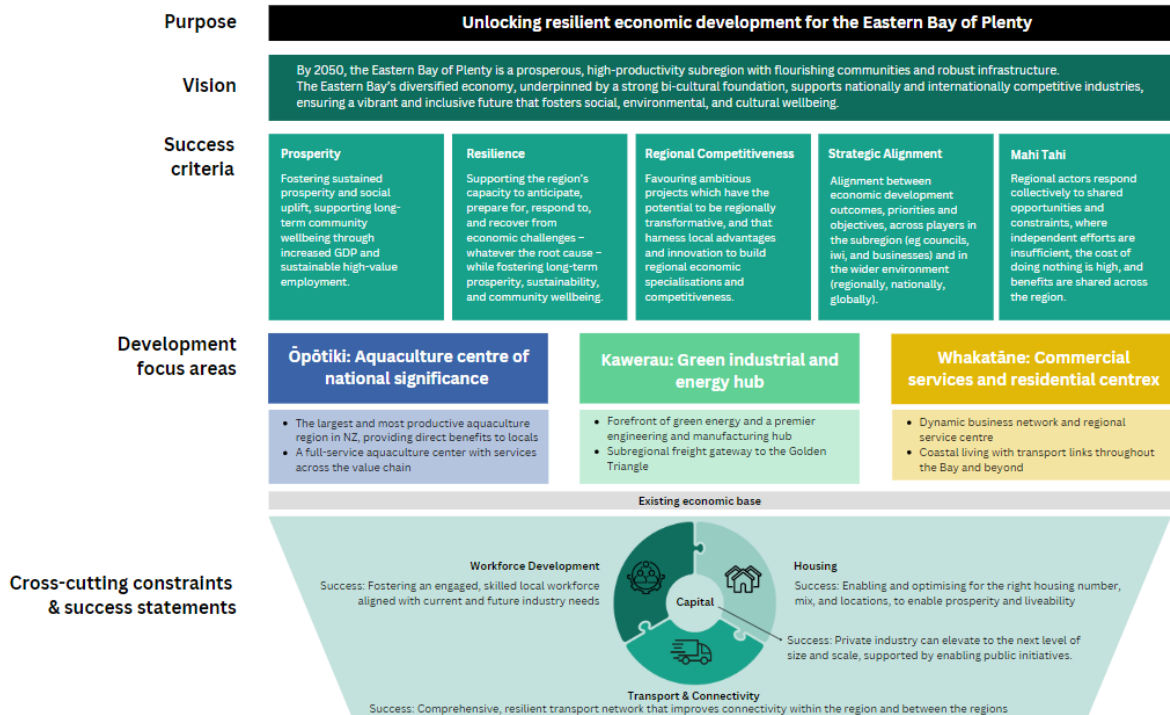 Purpose
Unlocking resilient economic development for the Eastern Bay of Plenty
Vision
By 2050, the Eastern Bay of Plenty is a prosperous, high-productivity subregion with flourishing communities and robust infrastructure.
The Eastern Bay's diversified economy, underpinned by a strong bi-cultural foundation, supports nationally and internationally competitive industries,
ensuring a vibrant and inclusive future that fosters social, environmental, and cultural wellbeing.
Success
criteria
Prosperity
Fostering sustained
prosperity and social
uplift, supporting long-
term community
wellbeing through
increased GDP and
sustainable high-value
employment.
Resilience
Supporting the region's
capacity to anticipate,
prepare for, respond to,
and recover from
economic challenges –
whatever the root cause –
while fostering long-term
prosperity, sustainability,
and community wellbeing.
Regional Competitiveness
Favouring ambitious
projects which have the
potential to be regionally
transformative, and that
harness local advantages
and innovation to build
regional economic
specialisations and
competitiveness.
Strategic Alignment
Alignment between
economic development
outcomes, priorities and
objectives, across players in
the subregion (eg councils,
iwi, and businesses) and in
the wider environment
(regionally, nationally,
globally).
Mahi Tahi
Regional actors respond
collectively to shared
opportunities and
constraints, where
independent efforts are
insufficient, the cost of
doing nothing is high, and
benefits are shared across
the region.
Development
focus areas
Ōpōtiki: Aquaculture centre of
national significance
• The largest and most productive aquaculture
region in NZ, providing direct benefits to locals
• A full-service aquaculture center with services
across the value chain
Kawerau: Green industrial and
energy hub
• Forefront of green energy and a premier
engineering and manufacturing hub
• Subregional freight gateway to the Golden
Triangle
Whakatāne: Commercial
services and residential centrex
• Dynamic business network and regional
service centre
• Coastal living with transport links throughout
the Bay and beyond
Existing economic base
Cross-cutting constraints
& success statements
Workforce Development
Success: Fostering an engaged, skilled local workforce
aligned with current and future industry needs
Capital
Housing
Success: Enabling and optimising for the right housing number,
mix, and locations, to enable prosperity and liveability
Success: Private industry can elevate to the next level of
size and scale, supported by enabling public initiatives.
Transport & Connectivity
Success: Comprehensive, resilient transport network that improves connectivity within the region and between the regions